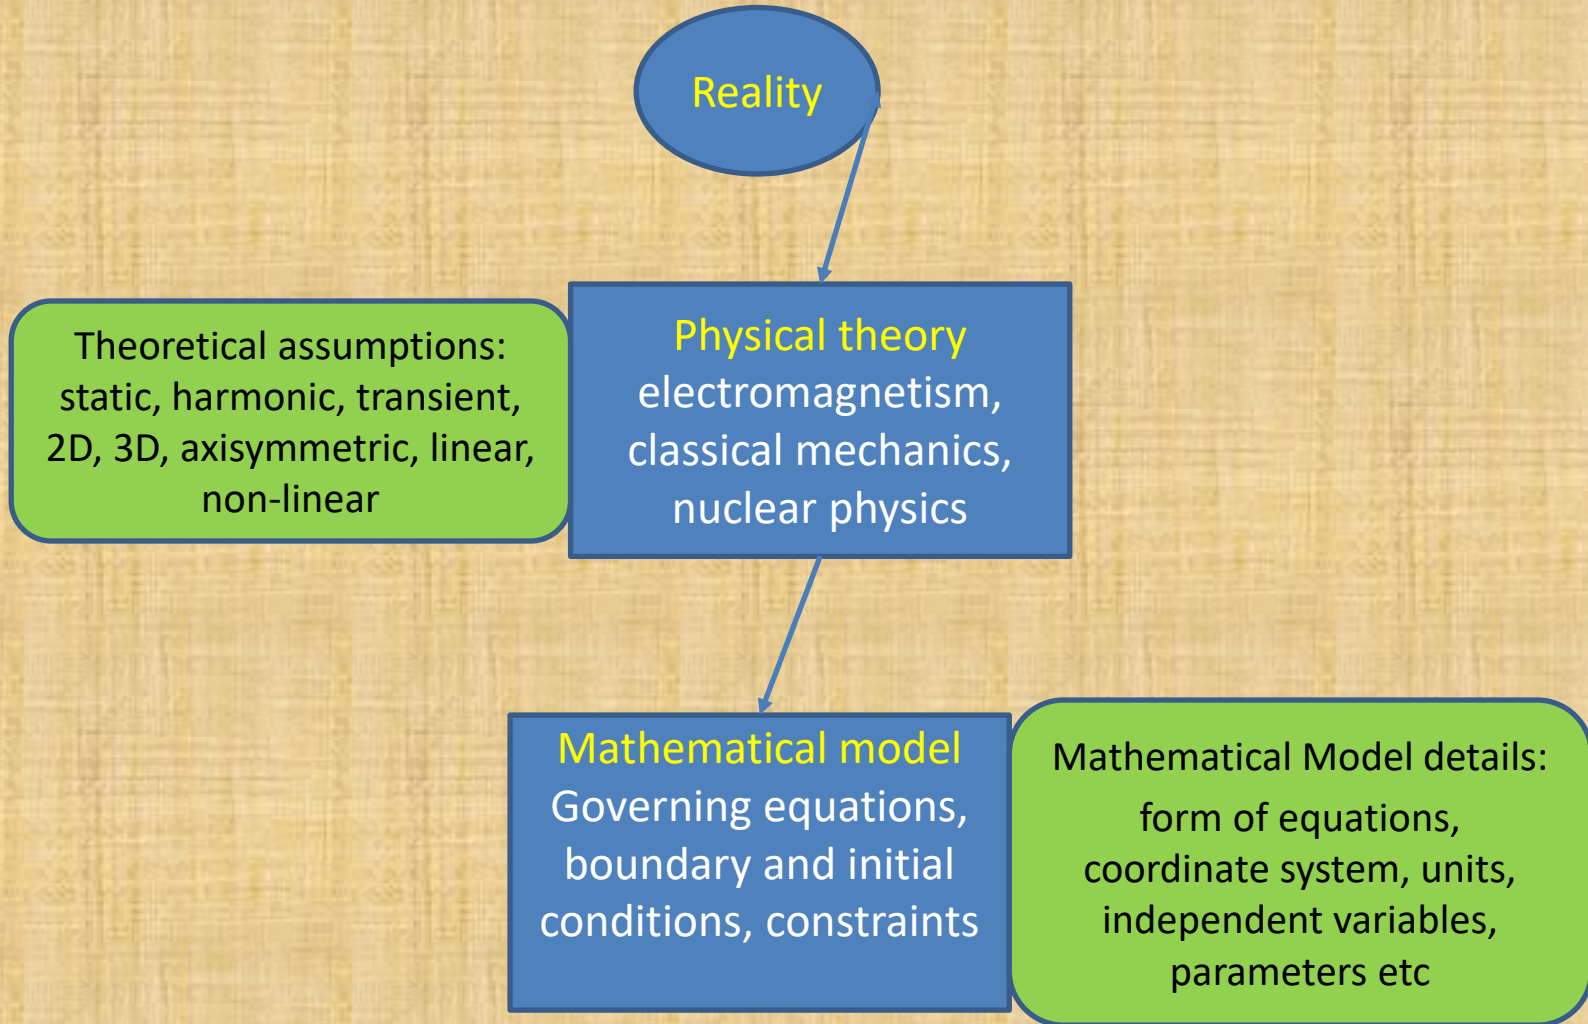 Reality
Theoretical assumptions:
static, harmonic, transient,
2D, 3D, axisymmetric, linear,
non-linear
Physical theory
electromagnetism,
classical mechanics,
nuclear physics
Mathematical model
Governing equations,
boundary and initial
conditions, constraints
Mathematical Model details:
form of equations,
coordinate system, units,
independent variables,
parameters etc